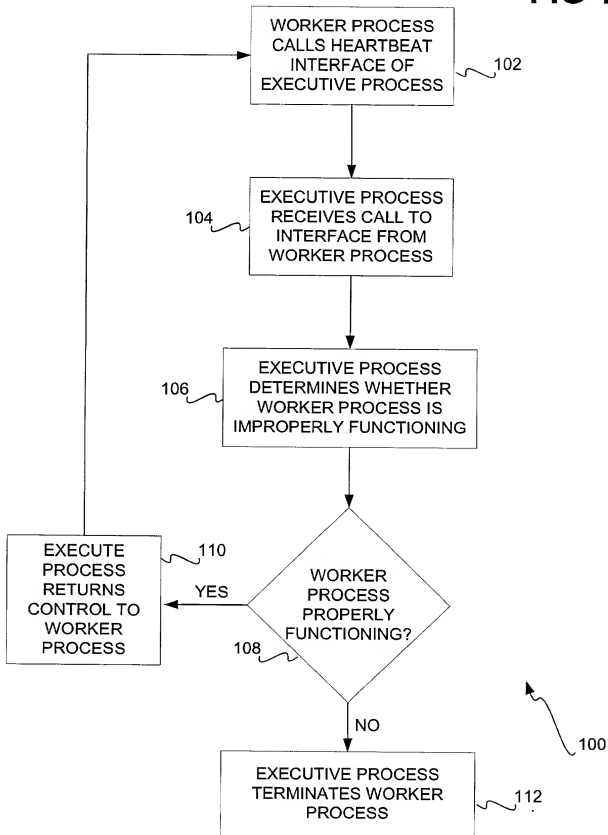 WORKER PROCESS
CALLS HEARTBEAT
INTERFACE OF
EXECUTIVE PROCESS
102
EXECUTIVE PROCESS
RECEIVES CALL TO
INTERFACE FROM
WORKER PROCESS
104
EXECUTIVE PROCESS
DETERMINES WHETHER
WORKER PROCESS IS
IMPROPERLY FUNCTIONING
106
EXECUTE
PROCESS
RETURNS
CONTROL TO
WORKER
PROCESS
110
YES
WORKER
PROCESS
PROPERLY
FUNCTIONING?
108
NO
100
EXECUTIVE PROCESS
TERMINATES WORKER
PROCESS
112